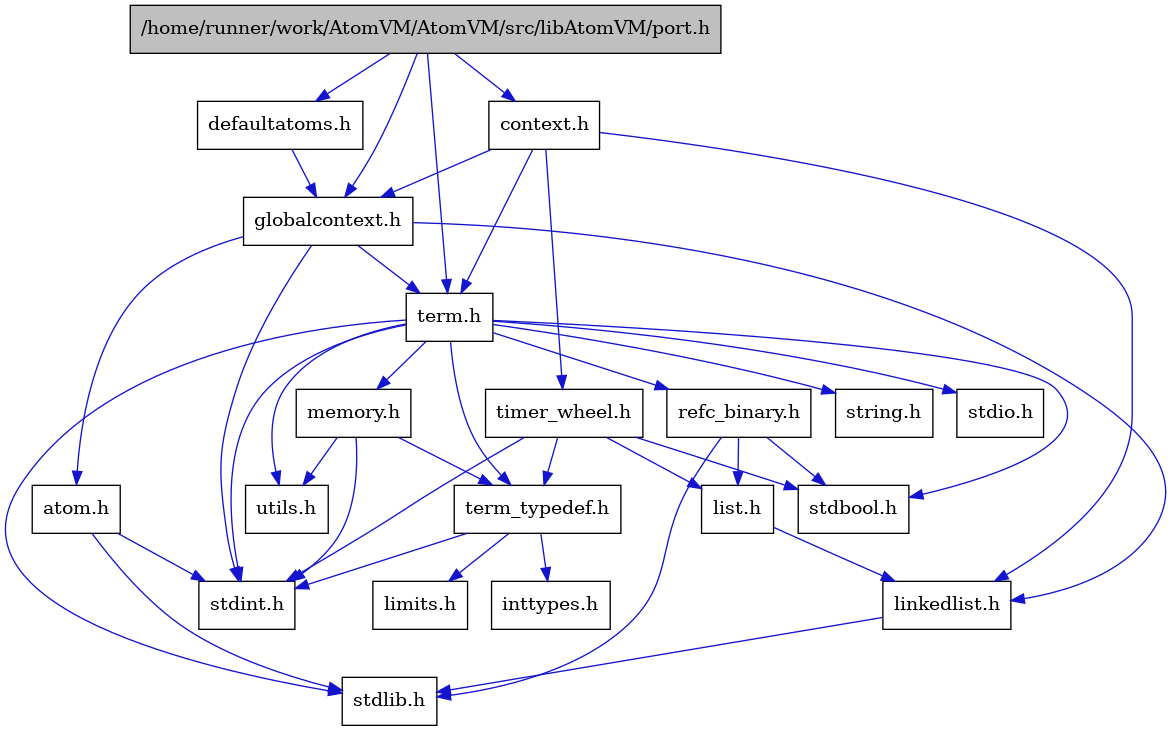 /home/runner/work/AtomVM/AtomVM/src/libAtomVM/port.h
defaultatoms.h
context.h
globalcontext.h
term.h
memory.h
timer_wheel.h
refc_binary.h
string.h
stdio.h
atom.h
utils.h
term_typedef.h
list.h
stdbool.h
stdint.h
limits.h
inttypes.h
linkedlist.h
stdlib.h